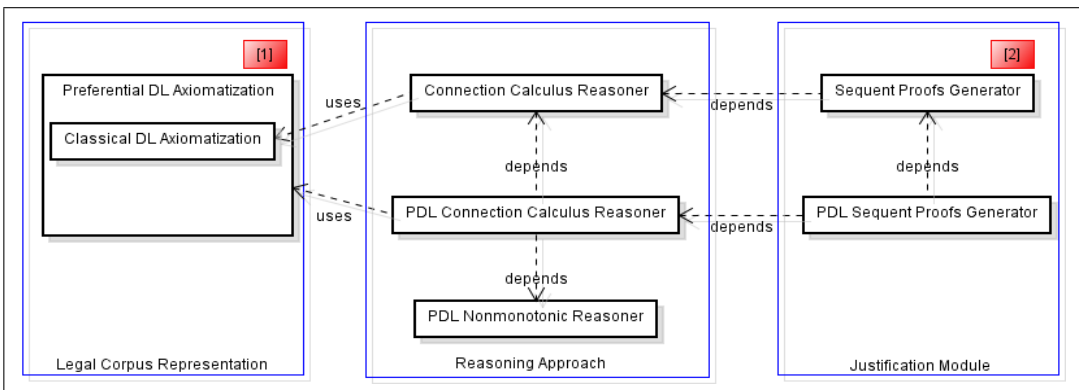 [1]
Preferential DL Axiomatization
Classical DL Axiomatization
Legal Corpus Representation
uses
uses
Connection Calculus Reasoner
depends
PDL Connection Calculus Reasoner
depends
PDL Nonmonotonic Reasoner
Reasoning Approach
depends
depends
[2]
Sequent Proofs Generator
depends
PDL Sequent Proofs Generator
Justification Module